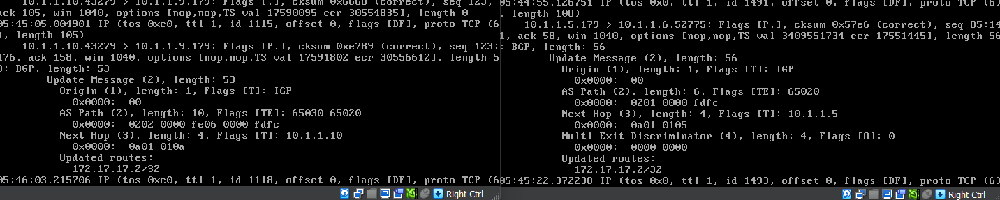 10.1.1.10.43279 > 10.1.1.9.179: Flags [.], cksum 0x6668 (correct), seq 123,
ack 105, win 1040, options [nop,nop,TS val 17590095 ecr 30554835], length 0
05:45:05.004901 IP (tos 0xc0, ttl 1, id 1115, offset 0, flags [DF], proto TCP (6
), length 105)
10.1.1.10.43279 > 10.1.1.9.179: Flags [P.], cksum 0xe789 (correct), seq 123:
176, ack 158, win 1040, options [nop,nop,TS val 17591802 ecr 30556612], length 5
3: BGP, length: 53
Update Message (2), length: 53
Origin (1), length: 1, Flags [T]: IGP
0x0000: 00
AS Path (2), length: 10, Flags [TE]: 65030 65020
0x0000: 0202 0000 fe06 0000 fdfc
Next Hop (3), length: 4, Flags [T]: 10.1.1.10
0x0000: 0a01 010a
Updated routes:
172.17.17.2/32
05:46:03.215706 IP (tos 0xc0, ttl 1, id 1118, offset 0, flags [DF], proto TCP (6
Right Ctrl
05:44:55.126751 IP (tos 0x0, ttl 1, id 1491, offset 0, flags [DF], proto TCP (6)
, length 108)
10.1.1.5.179 > 10.1.1.6.52775: Flags [P.], cksum 0x57e6 (correct), seq 85:14
1, ack 58, win 1040, options [nop,nop,TS val 3409551734 ecr 17551445], length 56
: BGP, length: 56
Update Message (2), length: 56
Origin (1), length: 1, Flags [T]: IGP
0x0000: 00
AS Path (2), length: 6, Flags [TE]: 65020
0x0000: 0201 0000 fdfc
Next Hop (3), length: 4, Flags [T]: 10.1.1.5
0x0000: 0a01 0105
Multi Exit Discriminator (4), length: 4, Flags [O]: 0
0x0000: 0000 0000
Updated routes:
172.17.17.2/32
05:45:22.372238 IP (tos 0x0, ttl 1, id 1493, offset 0, flags [DF], proto TCP (6)
Right Ctrl